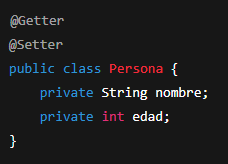 @Getter
@Setter
public class Persona {
    private String nombre;
    private int edad;
}